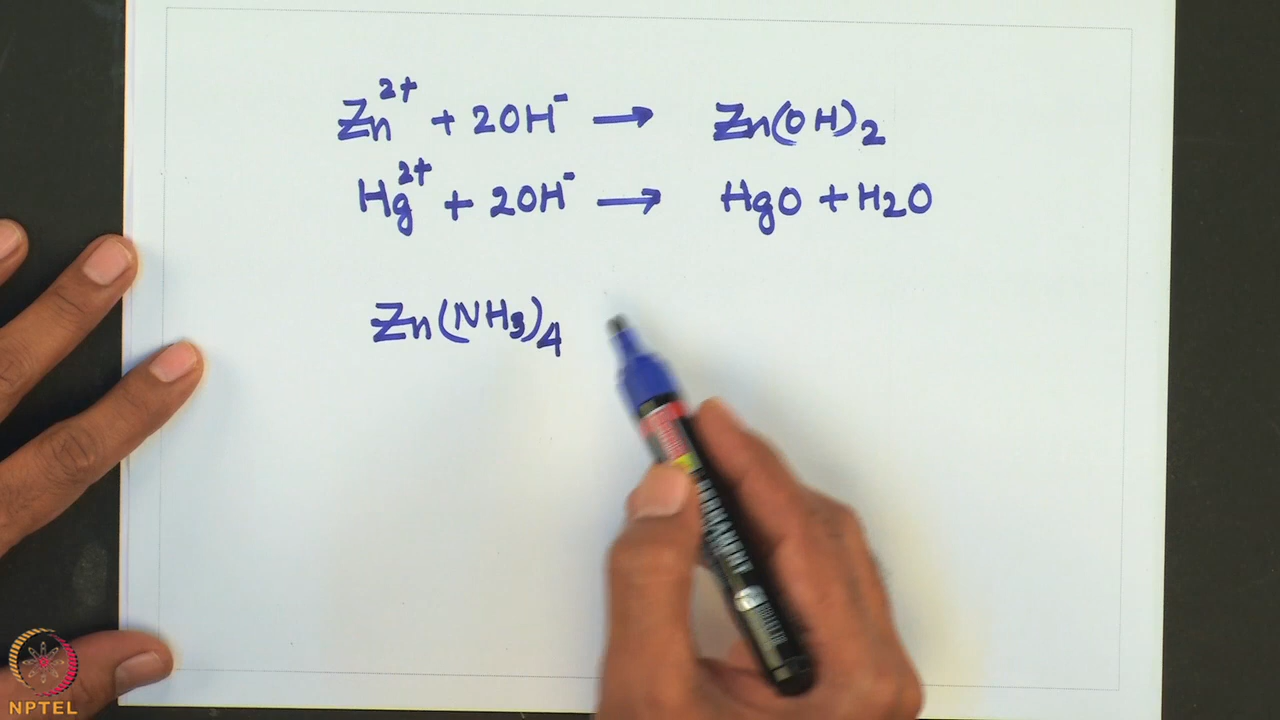 Zn²⁺ + 2OH⁻ → Zn(OH)₂
Hg²⁺ + 2OH⁻ → HgO + H₂O
Zn(NH₃)₄
NPTEL